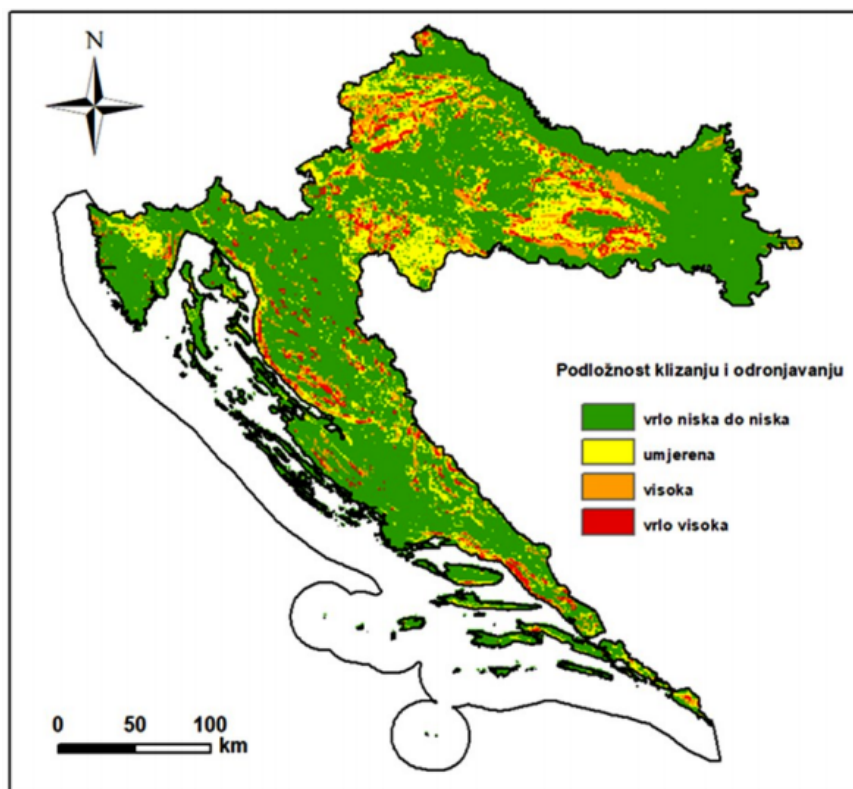 N
Podložnost klizanju i odronjavanju
vrlo niska do niska
umjerena
visoka
vrlo visoka
0 50 100
km